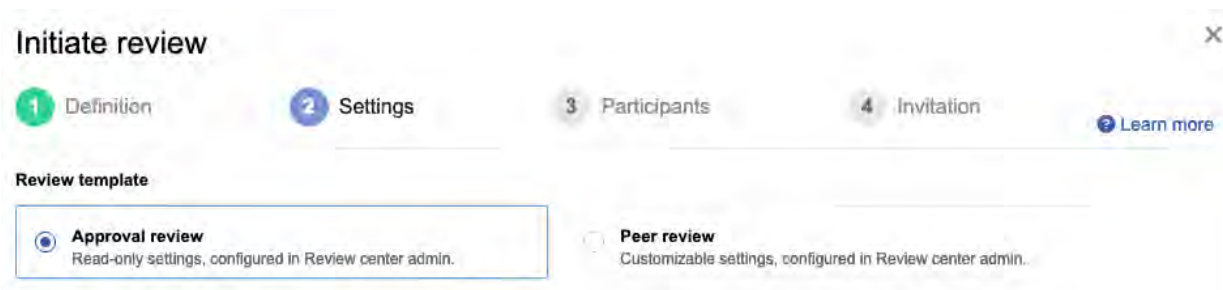 Initiate review
1 Definition 2 Settings 3 Participants 4 Invitation
? Learn more
Review template
Approval review
Read-only settings, configured in Review center admin.
Peer review
Customizable settings, configured in Review center admin.